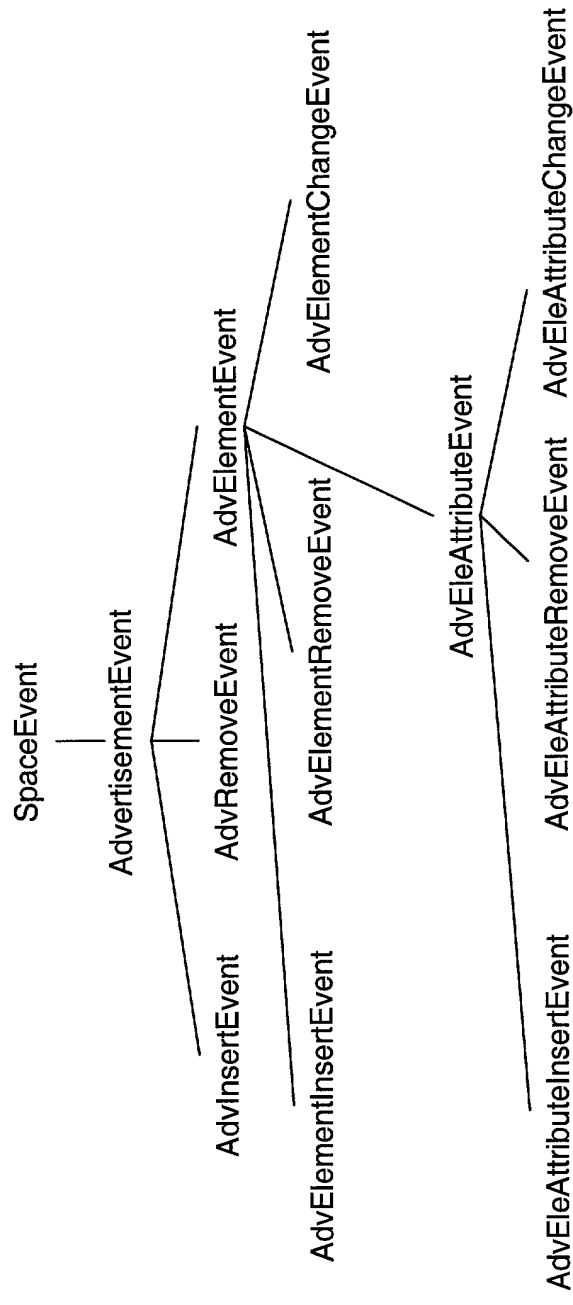 SpaceEvent
AdvertisementEvent
AdvInsertEvent
AdvRemoveEvent
AdvElementEvent
AdvElementInsertEvent
AdvElementRemoveEvent
AdvElementChangeEvent
AdvEleAttributeEvent
AdvEleAttributeInsertEvent
AdvEleAttributeRemoveEvent
AdvEleAttributeChangeEvent